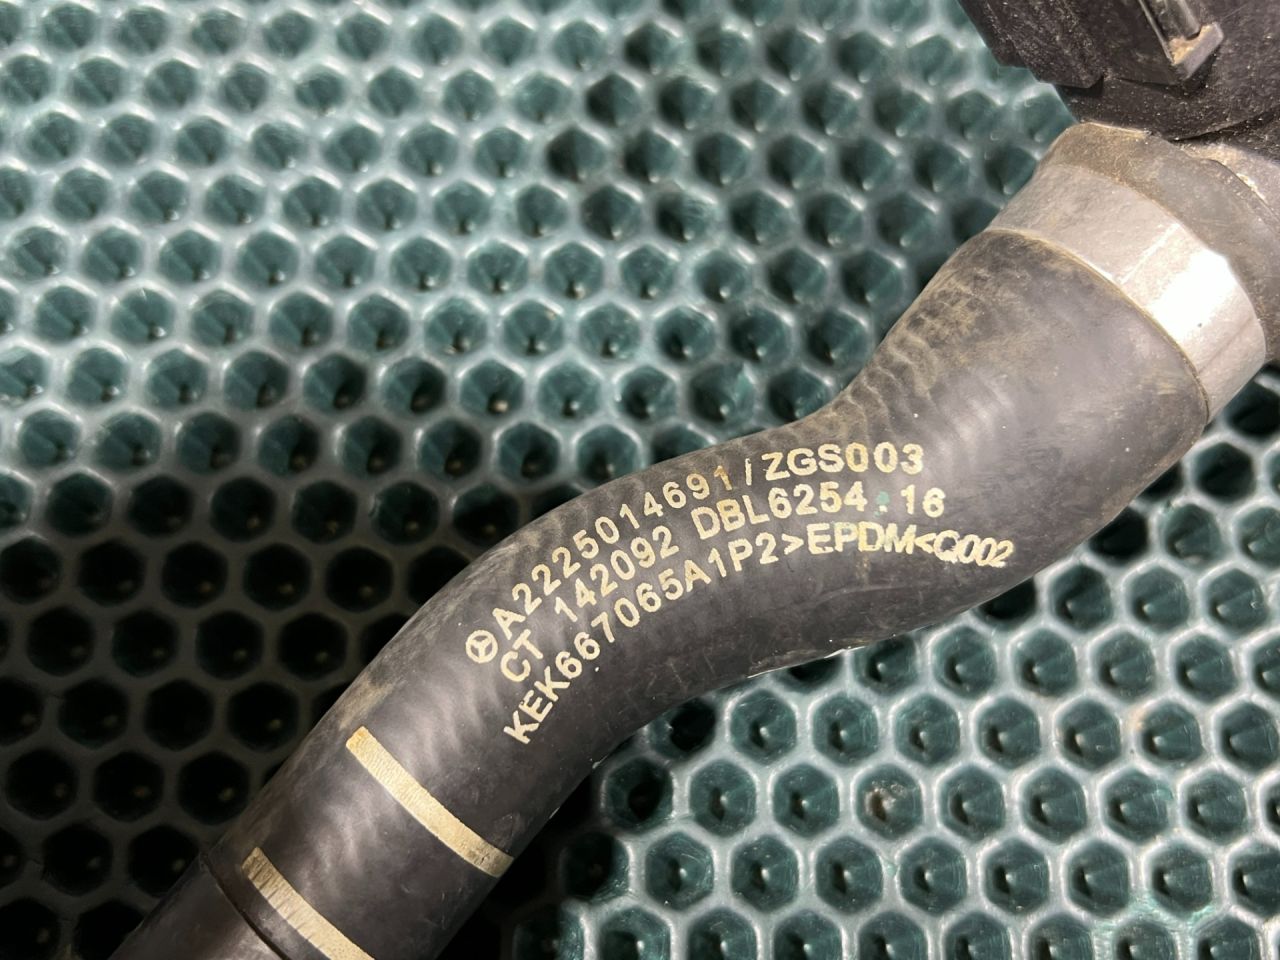 A2225014691/ZGS003
CT 142092 DBL6254.16
KEK667065A1P2>EPDM<Q002